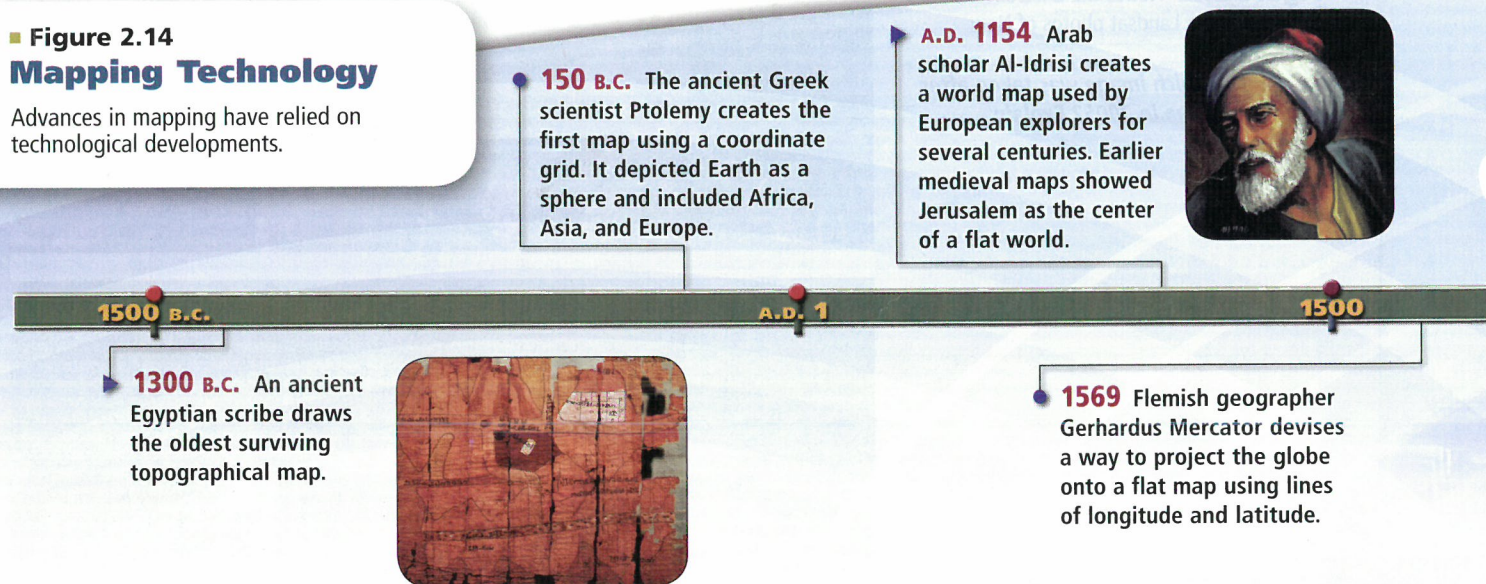 Figure 2.14
Mapping Technology
Advances in mapping have relied on
technological developments.
150 B.C. The ancient Greek
scientist Ptolemy creates the
first map using a coordinate
grid. It depicted Earth as a
sphere and included Africa,
Asia, and Europe.
A.D. 1154 Arab
scholar Al-Idrisi creates
a world map used by
European explorers for
several centuries. Earlier
medieval maps showed
Jerusalem as the center
of a flat world.
1500 B.C.
A.D. 1
1500
1300 B.C. An ancient
Egyptian scribe draws
the oldest surviving
topographical map.
1569 Flemish geographer
Gerhardus Mercator devises
a way to project the globe
onto a flat map using lines
of longitude and latitude.